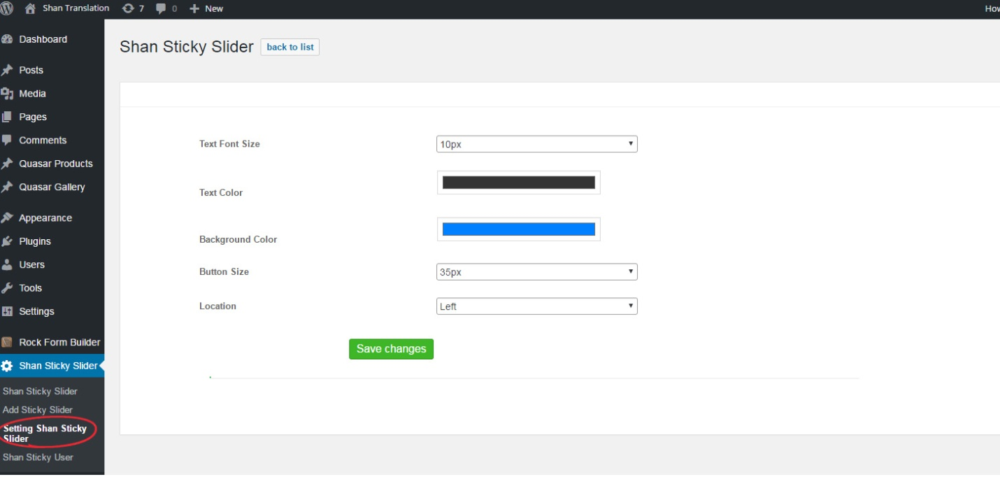 Shan Translation 7 0 New
Dashboard
Posts
Media
Pages
Comments
Quasar Products
Quasar Gallery
Appearance
Plugins
Users
Tools
Settings
Rock Form Builder
Shan Sticky Slider
Shan Sticky Slider
Add Sticky Slider
Setting Shan Sticky
Slider
Shan Sticky User
Shan Sticky Slider back to list
Text Font Size 10px
Text Color
Background Color
Button Size 35px
Location Left
Save changes